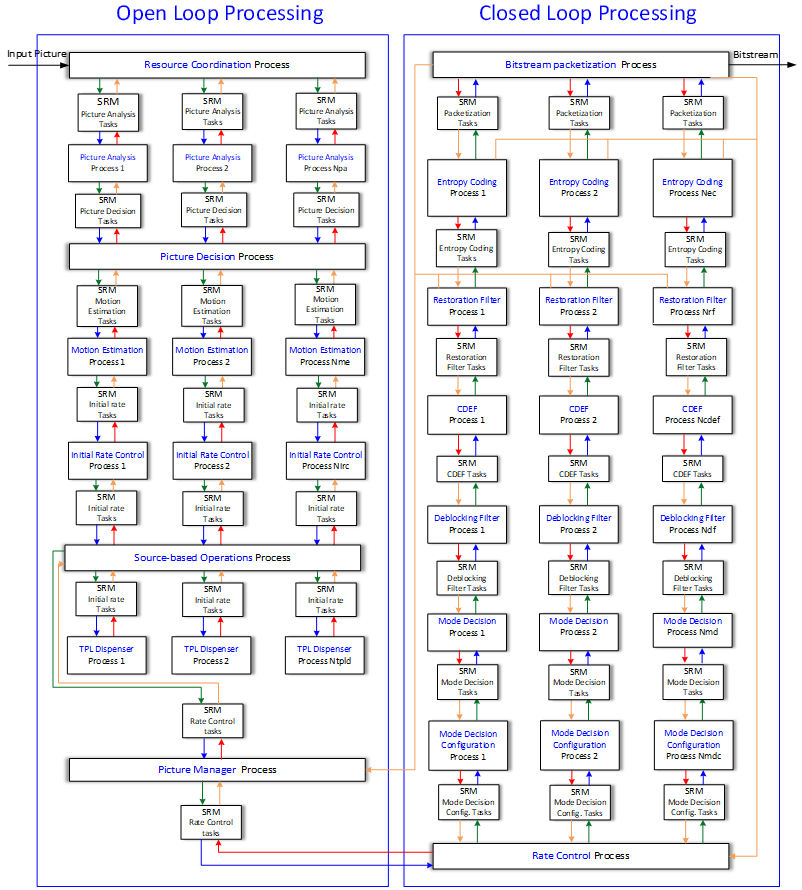 Open Loop Processing
Closed Loop Processing
Input Picture
Resource Coordination Process
SRM
Picture Analysis
Tasks
SRM
Picture Analysis
Tasks
SRM
Picture Analysis
Tasks
Picture Analysis
Process 1
Picture Analysis
Process 2
Picture Analysis
Process Npa
SRM
Picture Decision
Tasks
SRM
Picture Decision
Tasks
SRM
Picture Decision
Tasks
Picture Decision Process
SRM
Motion
Estimation
Tasks
SRM
Motion
Estimation
Tasks
SRM
Motion
Estimation
Tasks
Motion Estimation
Process 1
Motion Estimation
Process 2
Motion Estimation
Process Nme
SRM
Initial rate
Tasks
SRM
Initial rate
Tasks
SRM
Initial rate
Tasks
Initial Rate Control
Process 1
Initial Rate Control
Process 2
Initial Rate Control
Process Nirc
SRM
Initial rate
Tasks
SRM
Initial rate
Tasks
SRM
Initial rate
Tasks
Source-based Operations Process
SRM
Initial rate
Tasks
SRM
Initial rate
Tasks
SRM
Initial rate
Tasks
TPL Dispenser
Process 1
TPL Dispenser
Process 2
TPL Dispenser
Process Ntpld
SRM
Rate Control
tasks
Picture Manager Process
SRM
Rate Control
tasks
Bitstream packetization Process
Bitstream
SRM
Packetization
Tasks
SRM
Packetization
Tasks
SRM
Packetization
Tasks
Entropy Coding
Process 1
Entropy Coding
Process 2
Entropy Coding
Process Nec
SRM
Entropy Coding
Tasks
SRM
Entropy Coding
Tasks
SRM
Entropy Coding
Tasks
Restoration Filter
Process 1
Restoration Filter
Process 2
Restoration Filter
Process Nrf
SRM
Restoration
Filter Tasks
SRM
Restoration
Filter Tasks
SRM
Restoration
Filter Tasks
CDEF
Process 1
CDEF
Process 2
CDEF
Process Ncdef
SRM
CDEF Tasks
SRM
CDEF Tasks
SRM
CDEF Tasks
Deblocking Filter
Process 1
Deblocking Filter
Process 2
Deblocking Filter
Process Ndf
SRM
Deblocking
Filter Tasks
SRM
Deblocking
Filter Tasks
SRM
Deblocking
Filter Tasks
Mode Decision
Process 1
Mode Decision
Process 2
Mode Decision
Process Nmd
SRM
Mode Decision
Tasks
SRM
Mode Decision
Tasks
SRM
Mode Decision
Tasks
Mode Decision
Configuration
Process 1
Mode Decision
Configuration
Process 2
Mode Decision
Configuration
Process Nmdc
SRM
Mode Decision
Config. Tasks
SRM
Mode Decision
Config. Tasks
SRM
Mode Decision
Config. Tasks
Rate Control Process